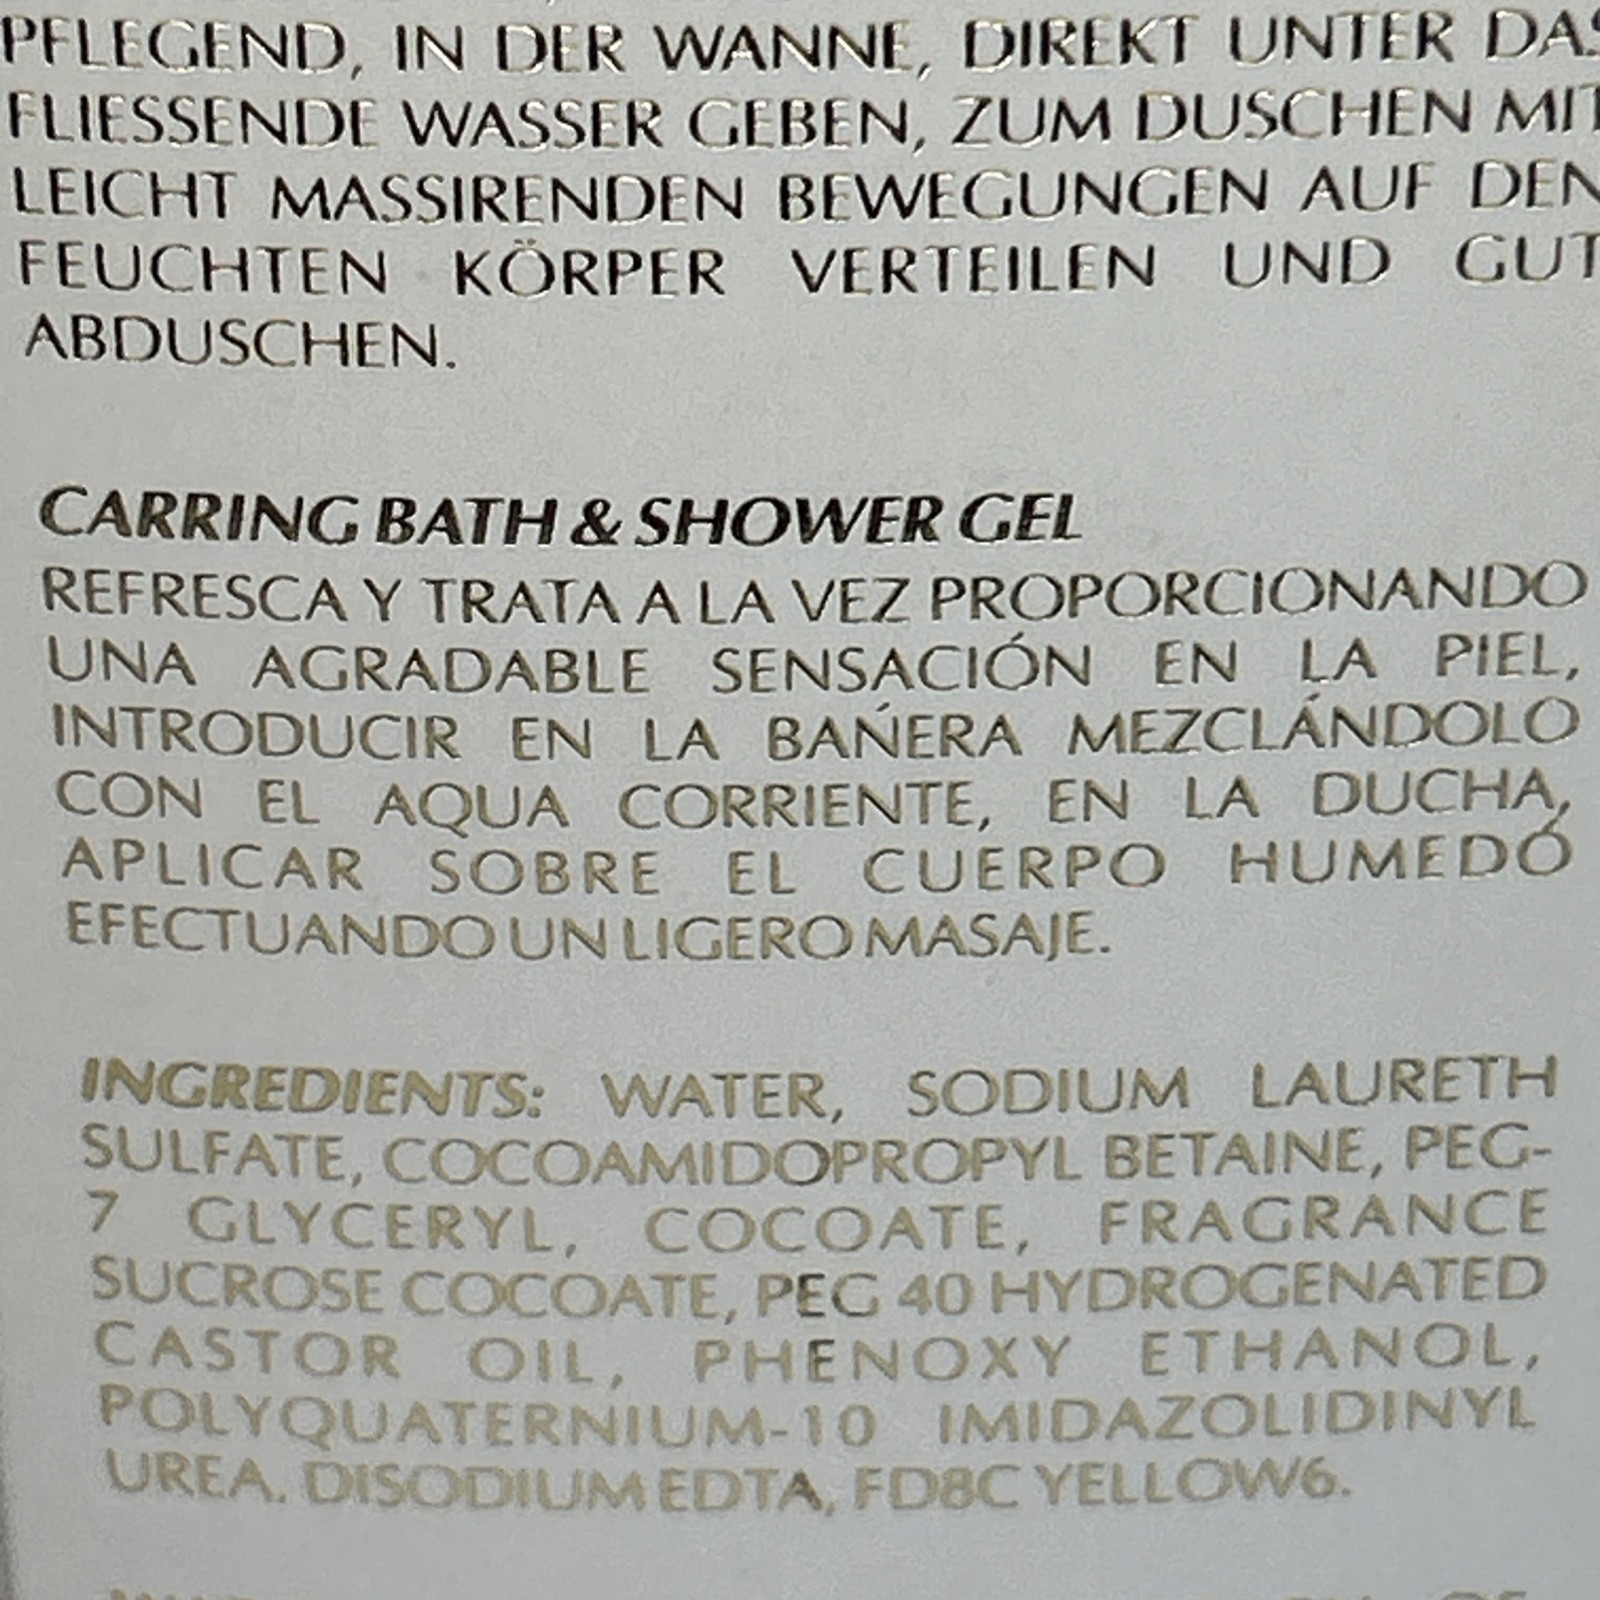 PFLEGEND, IN DER WANNE, DIREKT UNTER DAS
FLIESSENDE WASSER GEBEN, ZUM DUSCHEN MIT
LEICHT MASSIRENDEN BEWEGUNGEN AUF DEN
FEUCHTEN KÖRPER VERTEILEN UND GUT
ABDUSCHEN.
CARRING BATH & SHOWER GEL
REFRESCA Y TRATA A LA VEZ PROPORCIONANDO
UNA AGRADABLE SENSACIÓN EN LA PIEL,
INTRODUCIR EN LA BAŃERA MEZCLÁNDOLO
CON EL AQUA CORRIENTE, EN LA DUCHA,
APLICAR SOBRE EL CUERPO HUMEDÓ
EFECTUANDO UN LIGERO MASAJE.
INGREDIENTS: WATER, SODIUM LAURETH
SULFATE, COCOAMIDOPROPYL BETAINE, PEG-
7 GLYCERYL, COCOATE, FRAGRANCE
SUCROSE COCOATE, PEG 40 HYDROGENATED
CASTOR OIL, PHENOXY ETHANOL,
POLYQUATERNIUM-10 IMIDAZOLIDINYL
UREA. DISODIUM EDTA, FD8C YELLOW6.